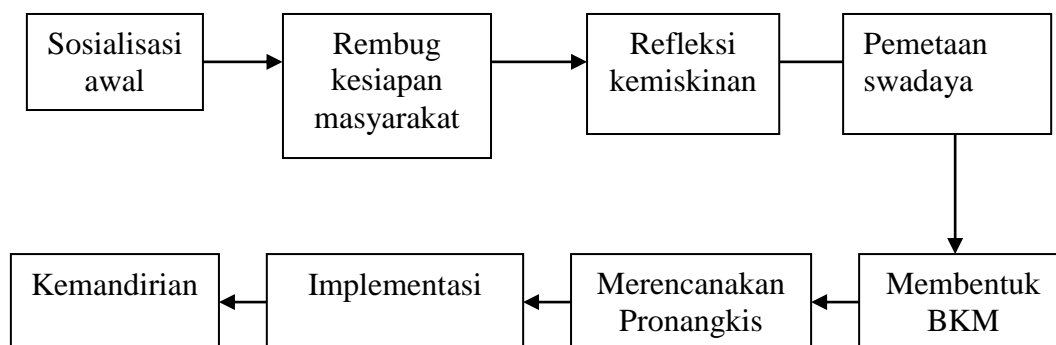 Sosialisasi
awal
Rembug
kesiapan
masyarakat
Refleksi
kemiskinan
Pemetaan
swadaya
Membentuk
BKM
Merencanakan
Pronangkis
Implementasi
Kemandirian